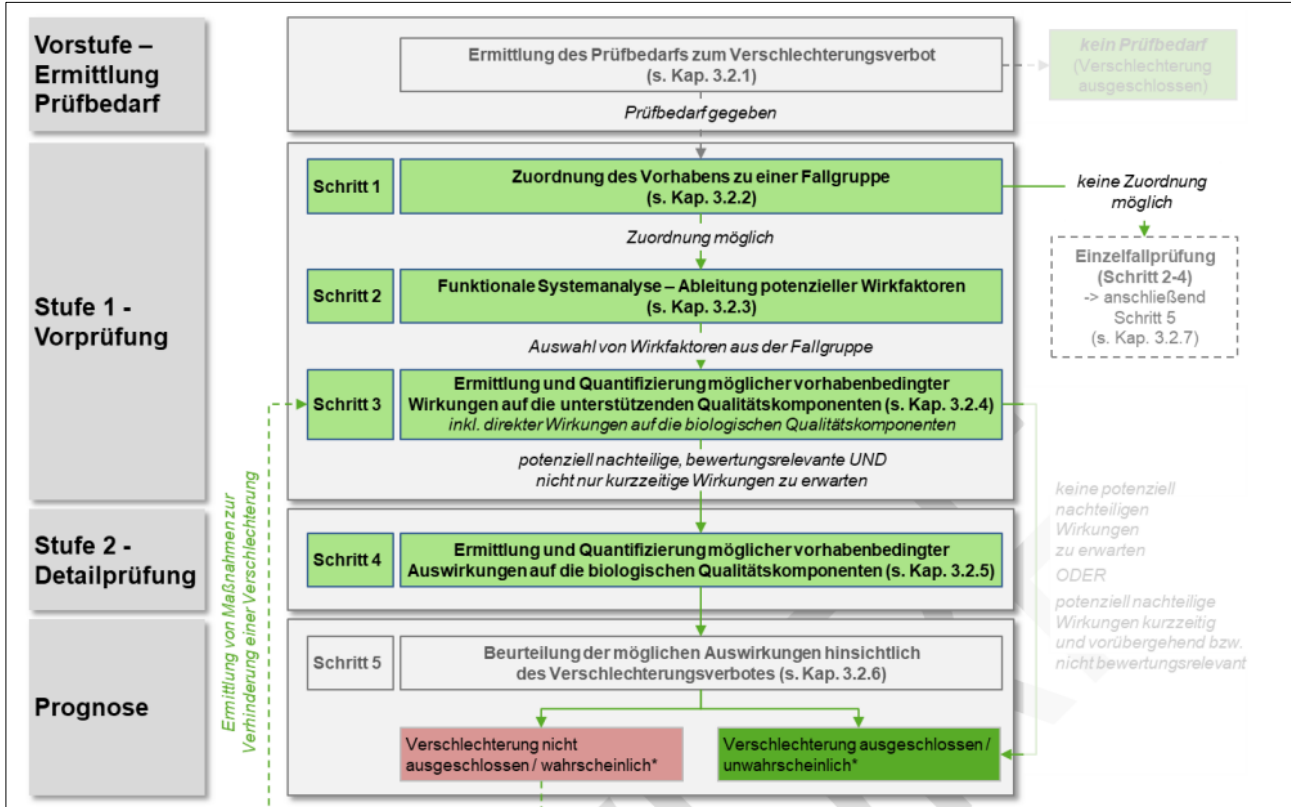 Vorstufe –
Ermittlung
Prüfbedarf
Ermittlung des Prüfbedarfs zum Verschlechterungsverbot
(s. Kap. 3.2.1)
kein Prüfbedarf
(Verschlechterung
ausgeschlossen)
Prüfbedarf gegeben
Stufe 1 -
Vorprüfung
Schritt 1
Zuordnung des Vorhabens zu einer Fallgruppe
(s. Kap. 3.2.2)
keine Zuordnung
möglich
Zuordnung möglich
Einzelfallprüfung
(Schritt 2-4)
-> anschließend
Schritt 5
(s. Kap. 3.2.7)
Schritt 2
Funktionale Systemanalyse – Ableitung potenzieller Wirkfaktoren
(s. Kap. 3.2.3)
Auswahl von Wirkfaktoren aus der Fallgruppe
Schritt 3
Ermittlung und Quantifizierung möglicher vorhabenbedingter
Wirkungen auf die unterstützenden Qualitätskomponenten (s. Kap. 3.2.4)
inkl. direkter Wirkungen auf die biologischen Qualitätskomponenten
potenziell nachteilige, bewertungsrelevante UND
nicht nur kurzzeitige Wirkungen zu erwarten
Ermittlung von Maßnahmen zur
Verhinderung einer Verschlechterung
keine potenziell
nachteiligen
Wirkungen
zu erwarten
ODER
potenziell nachteilige
Wirkungen kurzzeitig
und vorübergehend bzw.
nicht bewertungsrelevant
Stufe 2 -
Detailprüfung
Schritt 4
Ermittlung und Quantifizierung möglicher vorhabenbedingter
Auswirkungen auf die biologischen Qualitätskomponenten (s. Kap. 3.2.5)
Prognose
Schritt 5
Beurteilung der möglichen Auswirkungen hinsichtlich
des Verschlechterungsverbotes (s. Kap. 3.2.6)
Verschlechterung nicht
ausgeschlossen / wahrscheinlich*
Verschlechterung ausgeschlossen /
unwahrscheinlich*